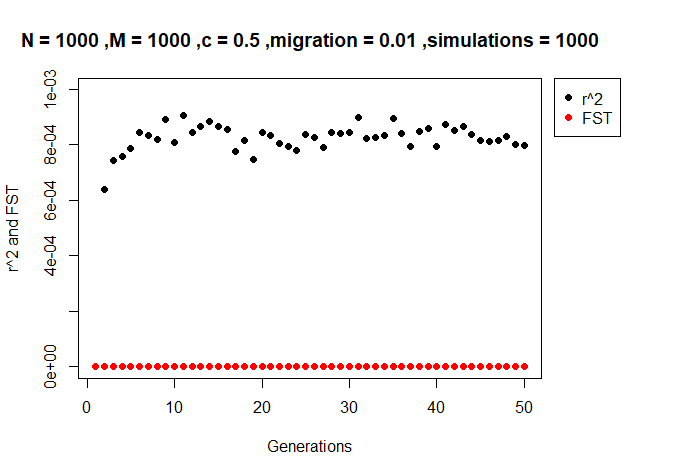 N = 1000 ,M = 1000 ,c = 0.5 ,migration = 0.01 ,simulations = 1000
r^2
FST
r^2 and FST
1e-03
8e-04
6e-04
4e-04
0e+00
0 10 20 30 40 50
Generations